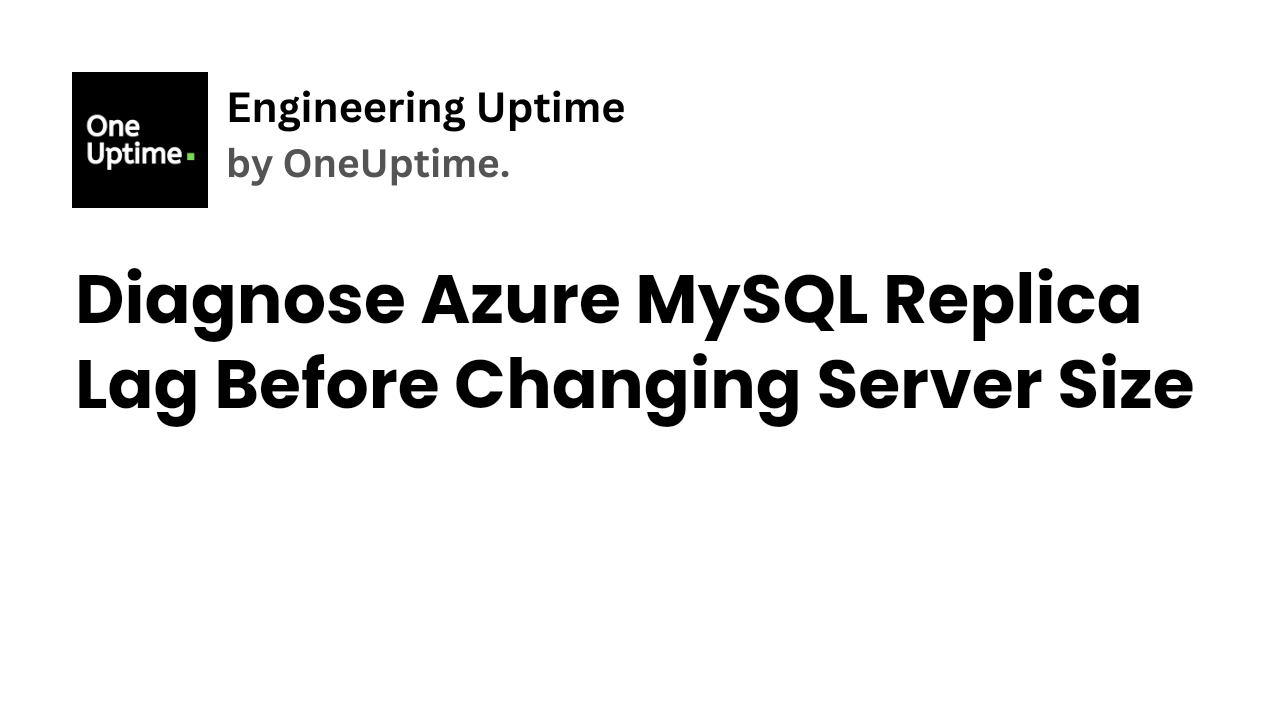 One
Uptime
Engineering Uptime
by OneUptime.
Diagnose Azure MySQL Replica
Lag Before Changing Server Size